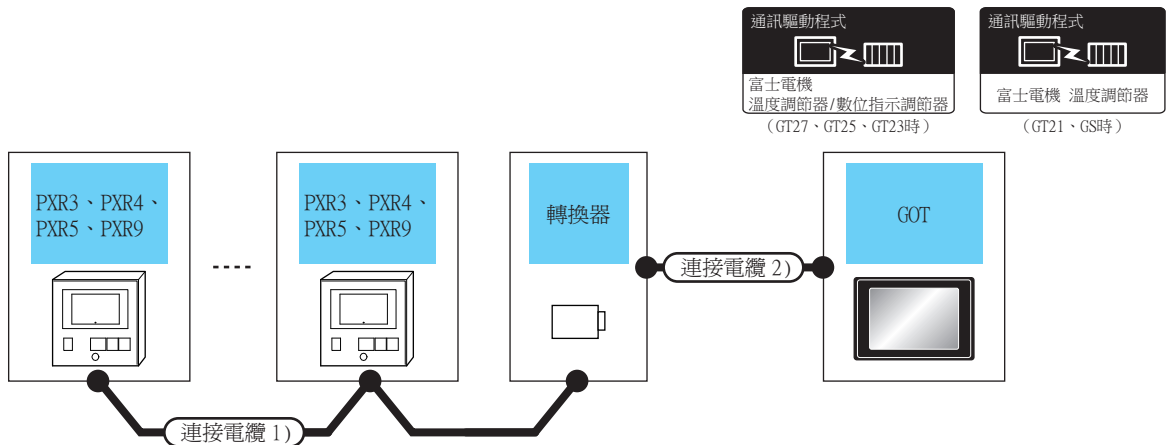 通訊驅動程式
富士電機
溫度調節器/數位指示調節器
（GT27、GT25、GT23時）
通訊驅動程式
富士電機 溫度調節器
（GT21、GS時）
PXR3、PXR4、
PXR5、PXR9
PXR3、PXR4、
PXR5、PXR9
轉換器
GOT
連接電纜 2)
連接電纜 1)